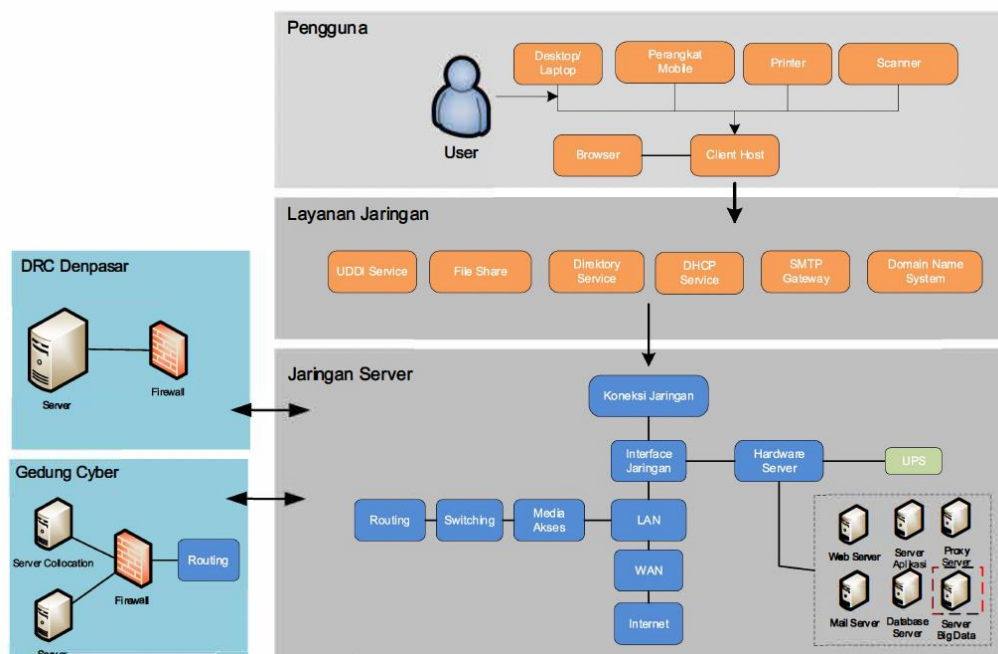 Pengguna
Desktop/
Laptop
Perangkat
Mobile
Printer
Scanner
User
Browser
Client Host
Layanan Jaringan
UDDI Service
File Share
Direktory
Service
DHCP
Service
SMTP
Gateway
Domain Name
System
DRC Denpasar
Server
Firewall
Jaringan Server
Koneksi Jaringan
Interface
Jaringan
Hardware
Server
UPS
Routing
Switching
Media
Akses
LAN
WAN
Internet
Web Server
Server
Aplikasi
Proxy
Server
Mail Server
Database
Server
Server
Big Data
Gedung Cyber
Server Collocation
Firewall
Routing
Server